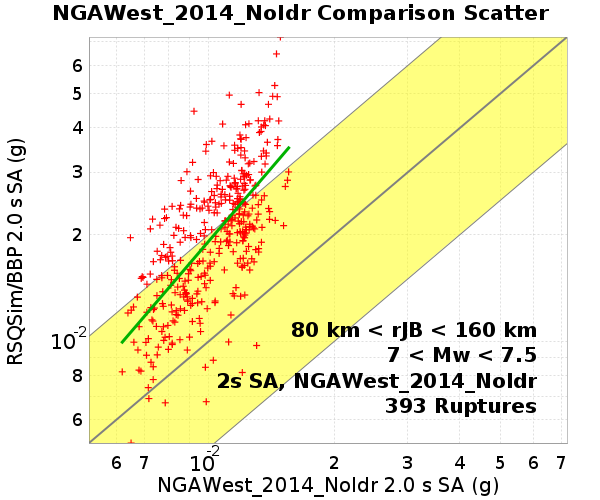 NGAWest_2014_NoIdr Comparison Scatter
RSQSim/BBP 2.0 s SA (g)
6
5
4
3
2
10-2
8
6
80 km < rJB < 160 km
7 < Mw < 7.5
2s SA, NGAWest_2014_NoIdr
393 Ruptures
6 7 10-2 2 3 4 5 6 7
NGAWest_2014_NoIdr 2.0 s SA (g)